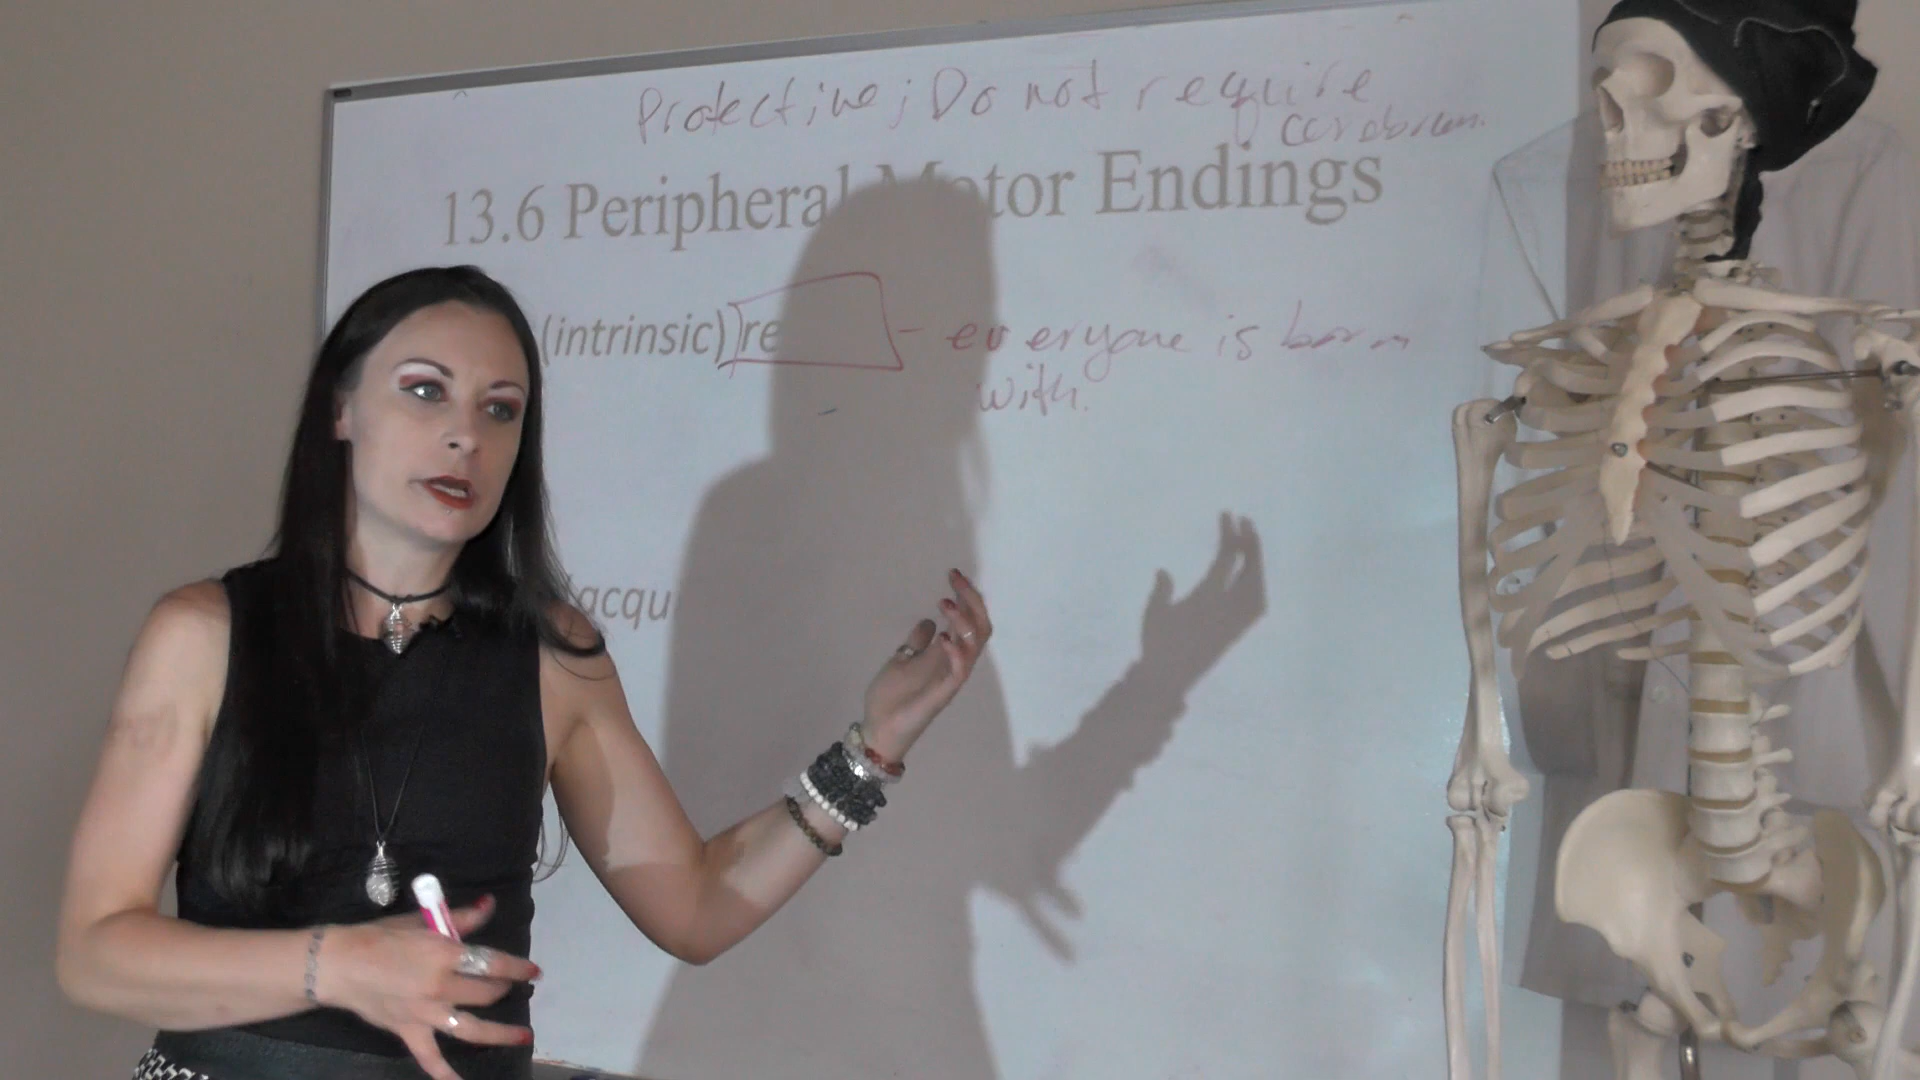 Protective; Do not require
cerebrum.
13.6 Peripheral Motor Endings
(intrinsic) re - everyone is born
with.
(acqu